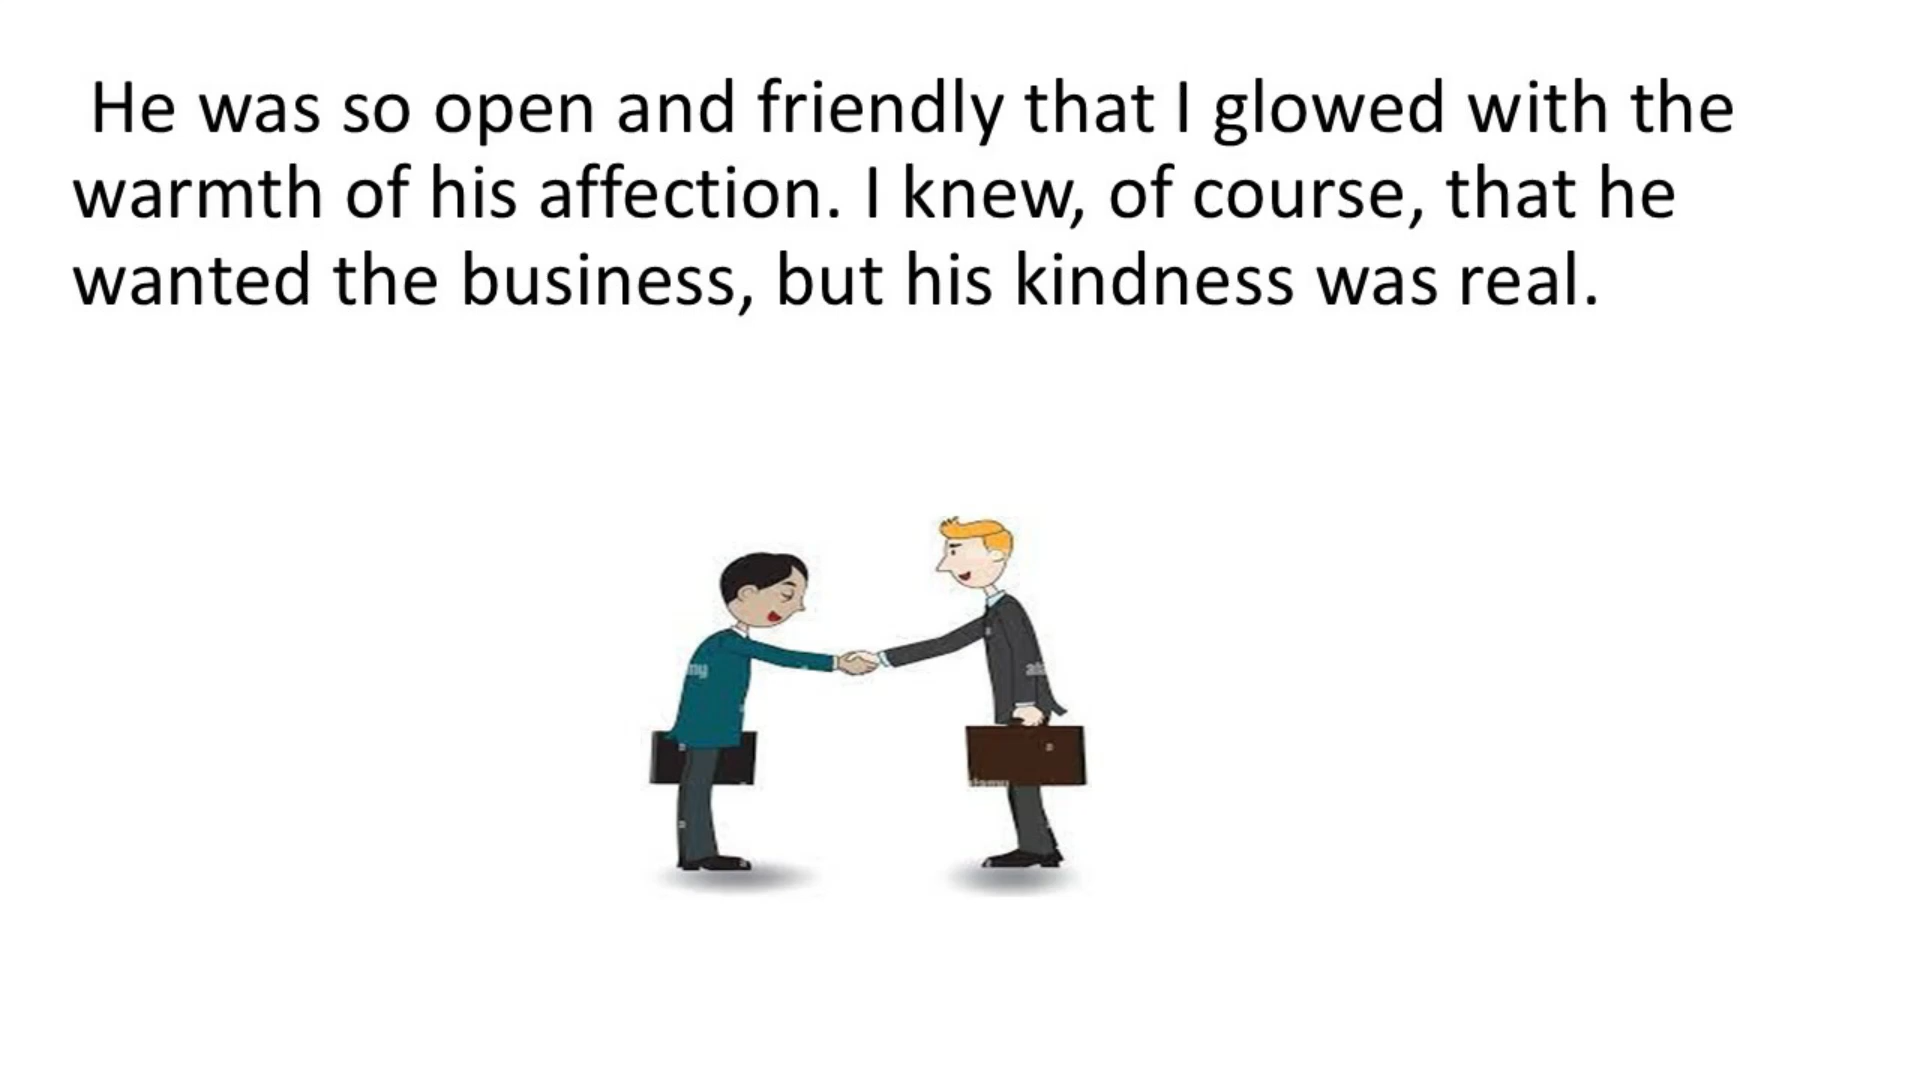 He was so open and friendly that I glowed with the
warmth of his affection. I knew, of course, that he
wanted the business, but his kindness was real.